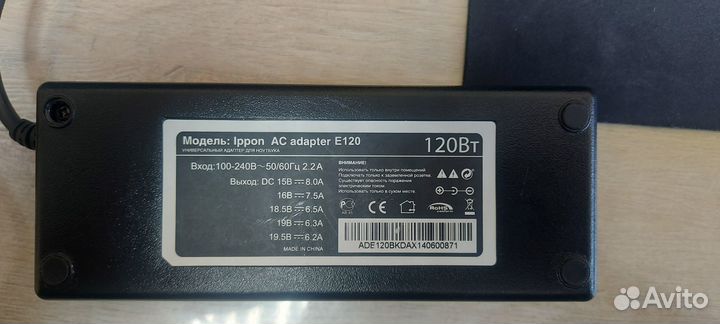 Модель: Ippon AC adapter E120
УНИВЕРСАЛЬНЫЙ АДАПТЕР ДЛЯ НОУТБУКА
120Вт
Вход:100-240В~50/60Гц 2.2А
Выход: DC 15В⎓8.0А
16В⎓7.5А
18.5В⎓6.5А
19В⎓6.3А
19.5В⎓6.2А
MADE IN CHINA
ВНИМАНИЕ!
Использовать только внутри помещений.
Подключать только к заземленной розетке.
Существует опасность поражения
электрическим током.
Использовать только в сухом месте.
CE
RoHS
ADE120BKDAX140600871
Avito